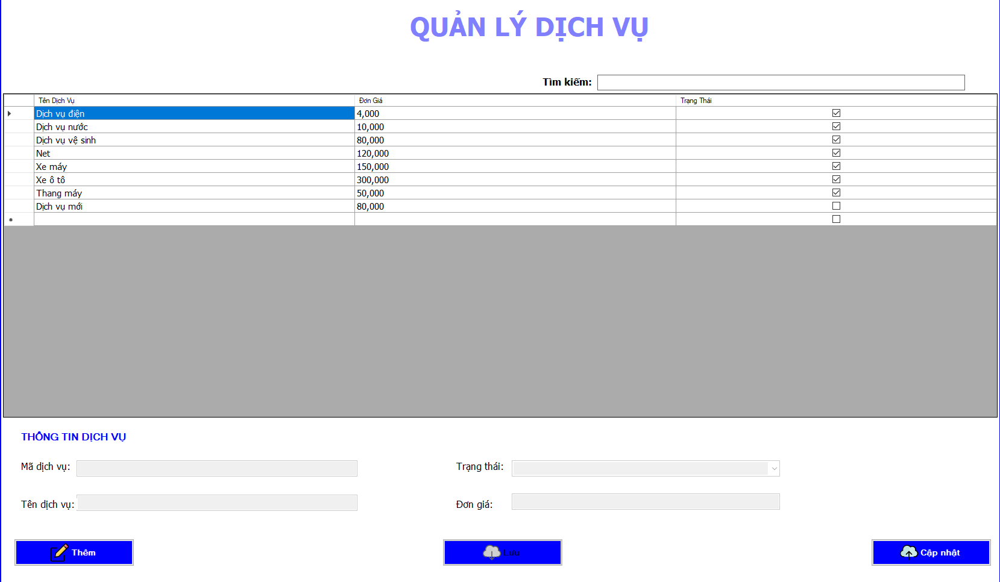 QUẢN LÝ DỊCH VỤ
Tìm kiếm:
Tên Dịch Vụ Đơn Giá Trạng Thái
Dịch vụ điện 4,000
Dịch vụ nước 10,000
Dịch vụ vệ sinh 80,000
Net 120,000
Xe máy 150,000
Xe ô tô 300,000
Thang máy 50,000
Dịch vụ mới 80,000
THÔNG TIN DỊCH VỤ
Mã dịch vụ: Trạng thái:
Tên dịch vụ: Đơn giá:
Thêm Lưu Cập nhật